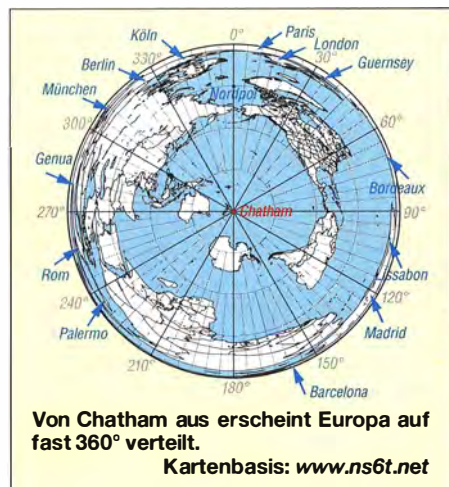 Köln
0°
Paris
330°
London
30°
Berlin
Guernsey
München
Nordpol
300°
60°
Genua
Bordeaux
270°
Chatham
90°
Rom
Lissabon
240°
120°
Palermo
Madrid
210°
150°
180°
Barcelona
Von Chatham aus erscheint Europa auf
fast 360° verteilt.
Kartenbasis: www.ns6t.net